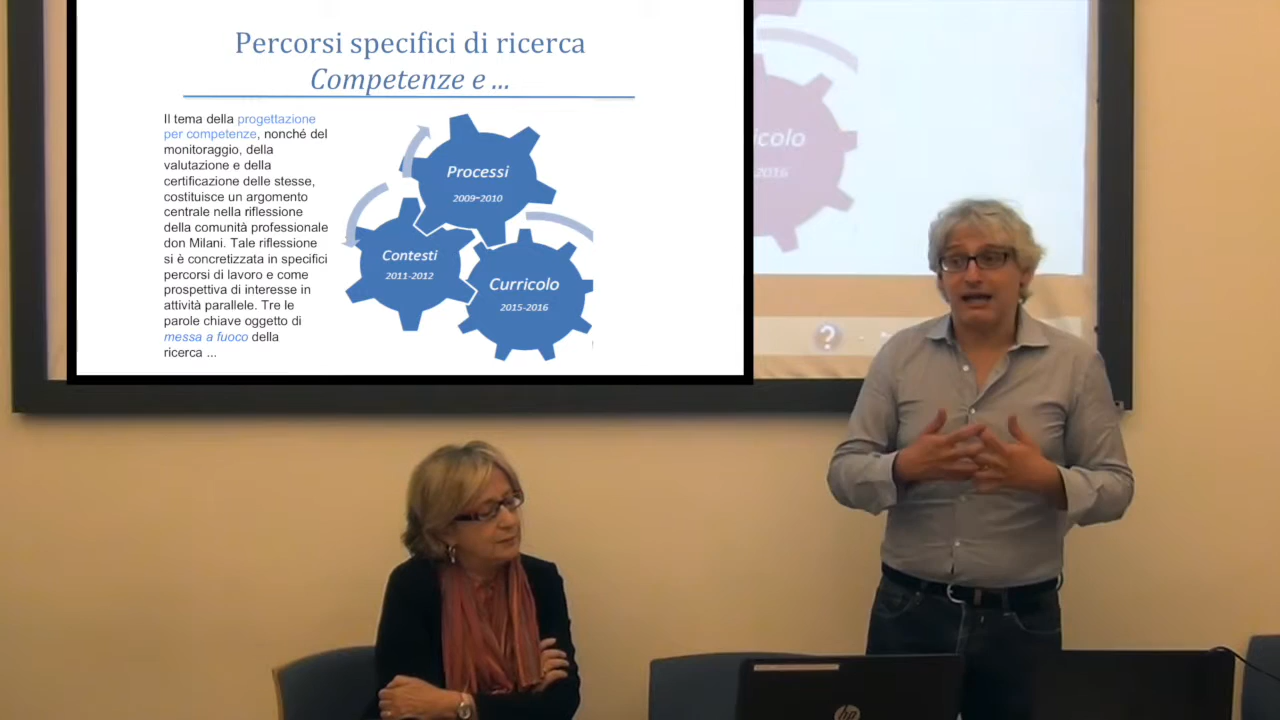 Percorsi specifici di ricerca
Competenze e ...
Il tema della progettazione
per competenze, nonché del
monitoraggio, della
valutazione e della
certificazione delle stesse,
costituisce un argomento
centrale nella riflessione
della comunità professionale
don Milani. Tale riflessione
si è concretizzata in specifici
percorsi di lavoro e come
prospettiva di interesse in
attività parallele. Tre le
parole chiave oggetto di
messa a fuoco della
ricerca ...
Processi
2009-2010
Contesti
2011-2012
Curricolo
2015-2016
icolo
2016
?
hp